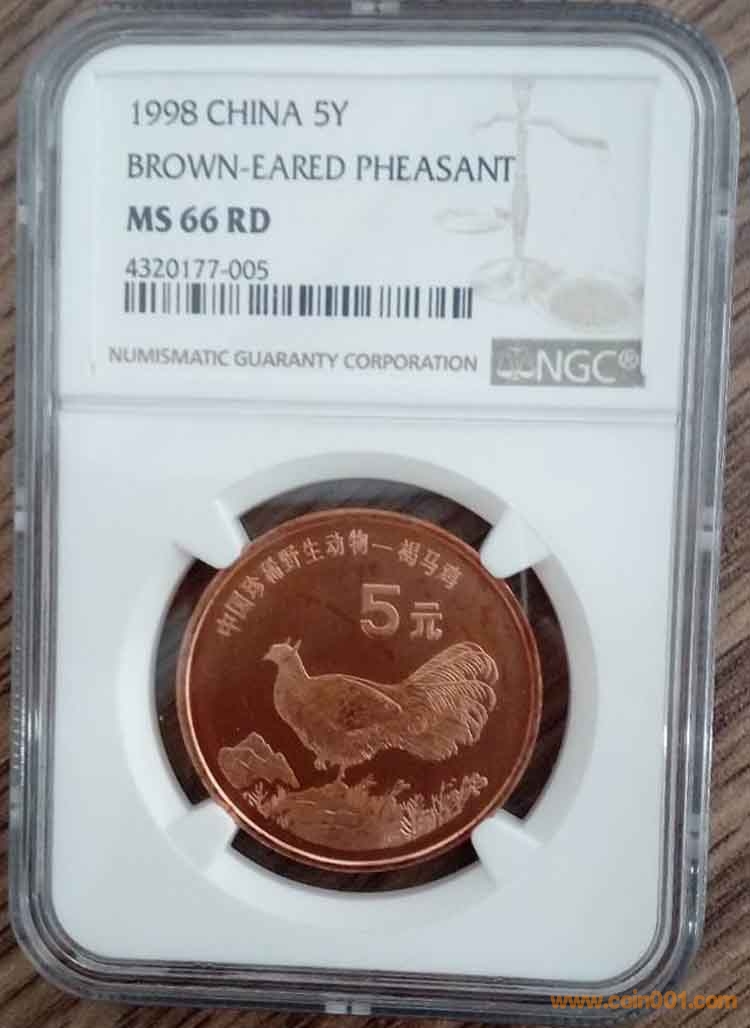 1998 CHINA 5Y
BROWN-EARED PHEASANT
MS 66 RD
4320177-005
NUMISMATIC GUARANTY CORPORATION
NGC®
中国珍稀野生动物—褐马鸡
5元
www.coin001.com